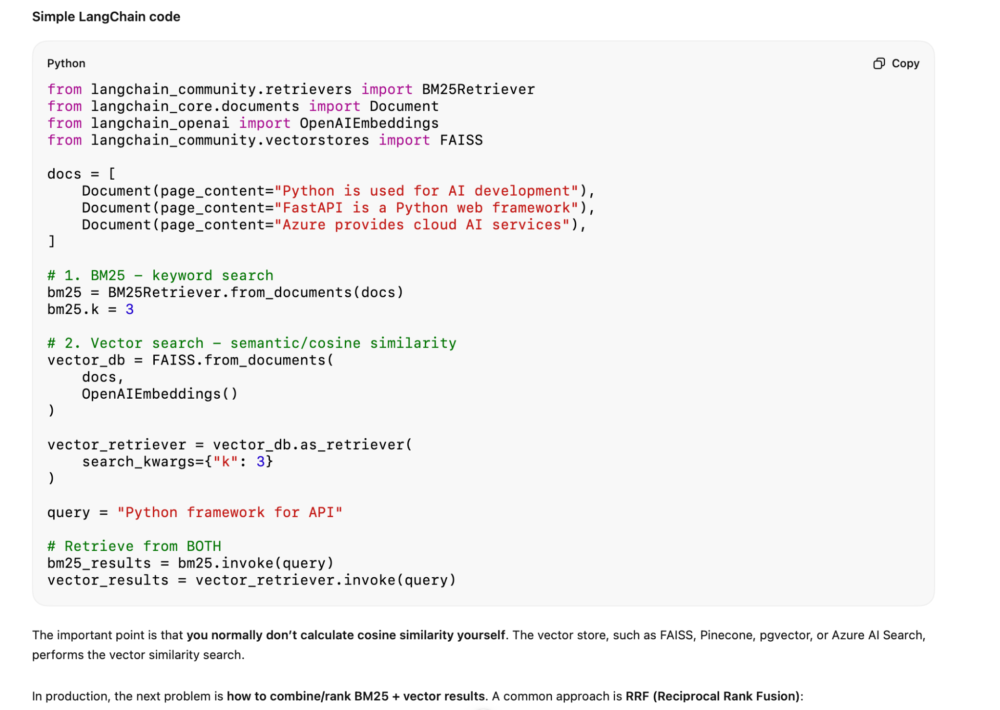 Simple LangChain code
Python
Copy
from langchain_community.retrievers import BM25Retriever
from langchain_core.documents import Document
from langchain_openai import OpenAIEmbeddings
from langchain_community.vectorstores import FAISS
docs = [
    Document(page_content="Python is used for AI development"),
    Document(page_content="FastAPI is a Python web framework"),
    Document(page_content="Azure provides cloud AI services"),
]
# 1. BM25 — keyword search
bm25 = BM25Retriever.from_documents(docs)
bm25.k = 3
# 2. Vector search — semantic/cosine similarity
vector_db = FAISS.from_documents(
    docs,
    OpenAIEmbeddings()
)
vector_retriever = vector_db.as_retriever(
    search_kwargs={"k": 3}
)
query = "Python framework for API"
# Retrieve from BOTH
bm25_results = bm25.invoke(query)
vector_results = vector_retriever.invoke(query)
The important point is that you normally don’t calculate cosine similarity yourself. The vector store, such as FAISS, Pinecone, pgvector, or Azure AI Search,
performs the vector similarity search.
In production, the next problem is how to combine/rank BM25 + vector results. A common approach is RRF (Reciprocal Rank Fusion):